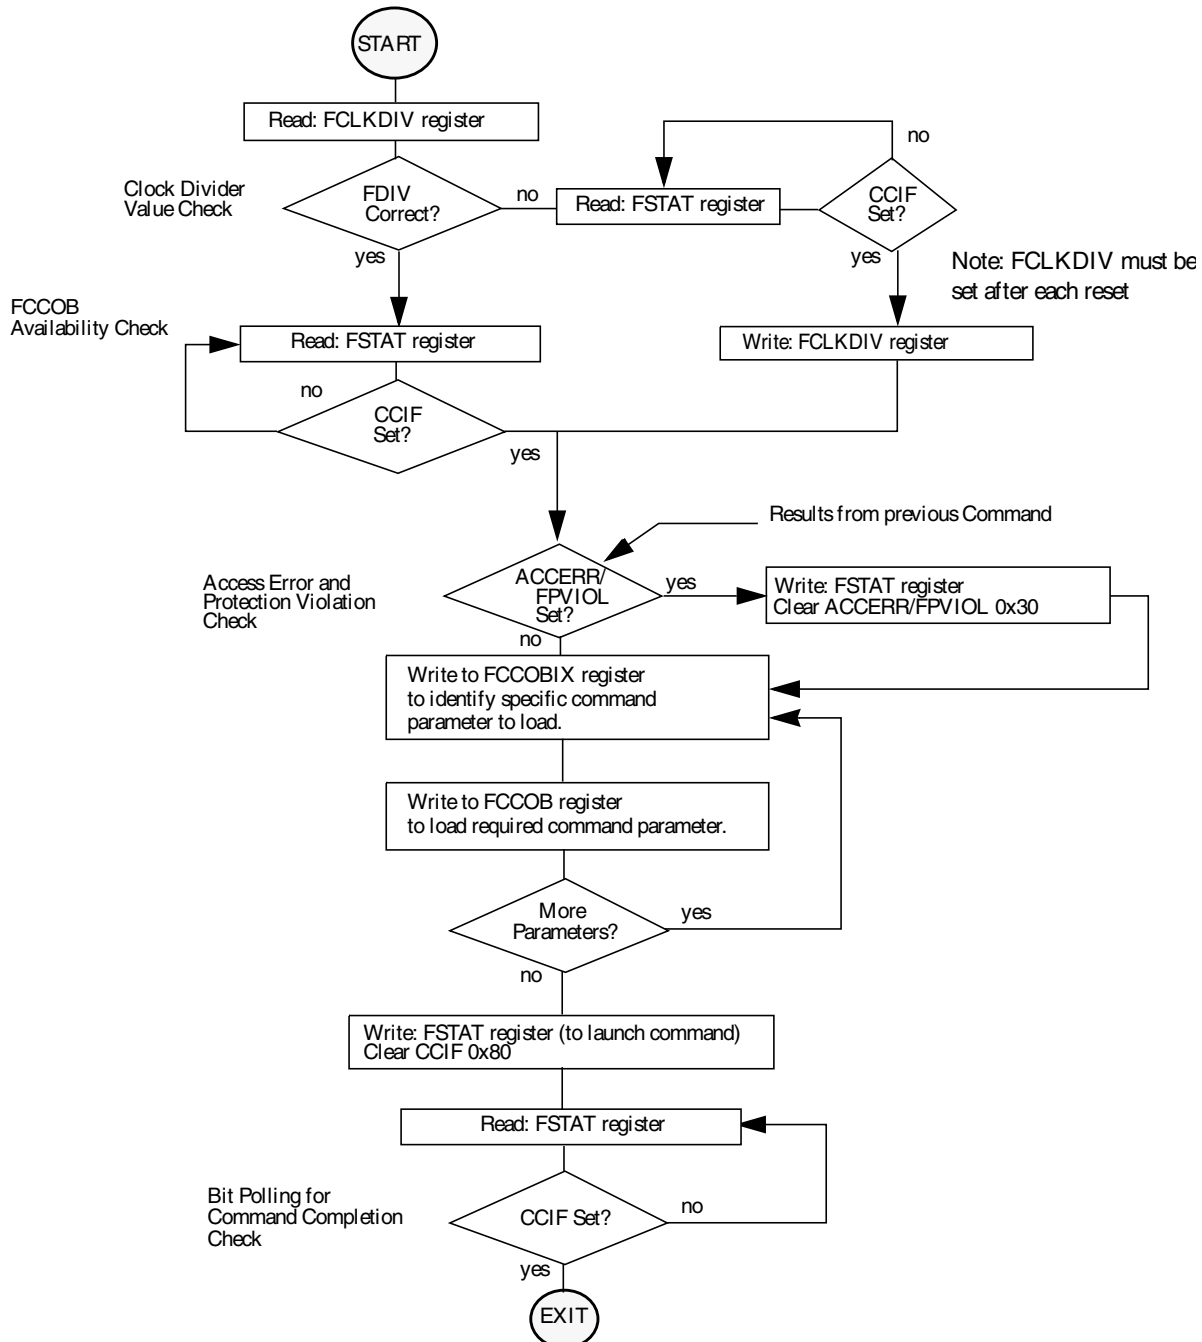 START
Read: FCLKDIV register
no
Clock Divider
Value Check
FDIV
Correct?
no
Read: FSTAT register
CCIF
Set?
yes
yes
Note: FCLKDIV must be
set after each reset
FCCOB
Availability Check
Read: FSTAT register
Write: FCLKDIV register
no
CCIF
Set?
yes
Results from previous Command
Access Error and
Protection Violation
Check
ACCERR/
FPVIOL
Set?
yes
Write: FSTAT register
Clear ACCERR/FPVIOL 0x30
no
Write to FCCOBIX register
to identify specific command
parameter to load.
Write to FCCOB register
to load required command parameter.
More
Parameters?
yes
no
Write: FSTAT register (to launch command)
Clear CCIF 0x80
Read: FSTAT register
Bit Polling for
Command Completion
Check
CCIF Set?
no
yes
EXIT